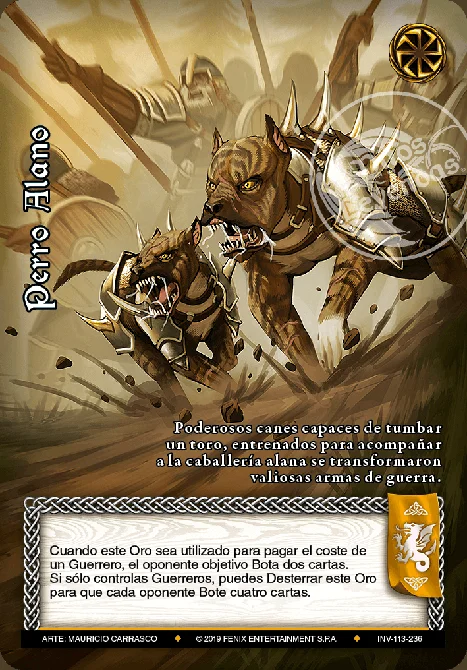 Perro Alano
Poderosos canes capaces de tumbar
un toro, entrenados para acompañar
a la caballería alana se transformaron
valiosas armas de guerra.
Cuando este Oro sea utilizado para pagar el coste de
un Guerrero, el oponente objetivo Bota dos cartas.
Si sólo controlas Guerreros, puedes Desterrar este Oro
para que cada oponente Bote cuatro cartas.
ARTE: MAURICIO CARRASCO ♦ © 2019 FENIX ENTERTAINMENT S.P.A. ♦ INV-113-236